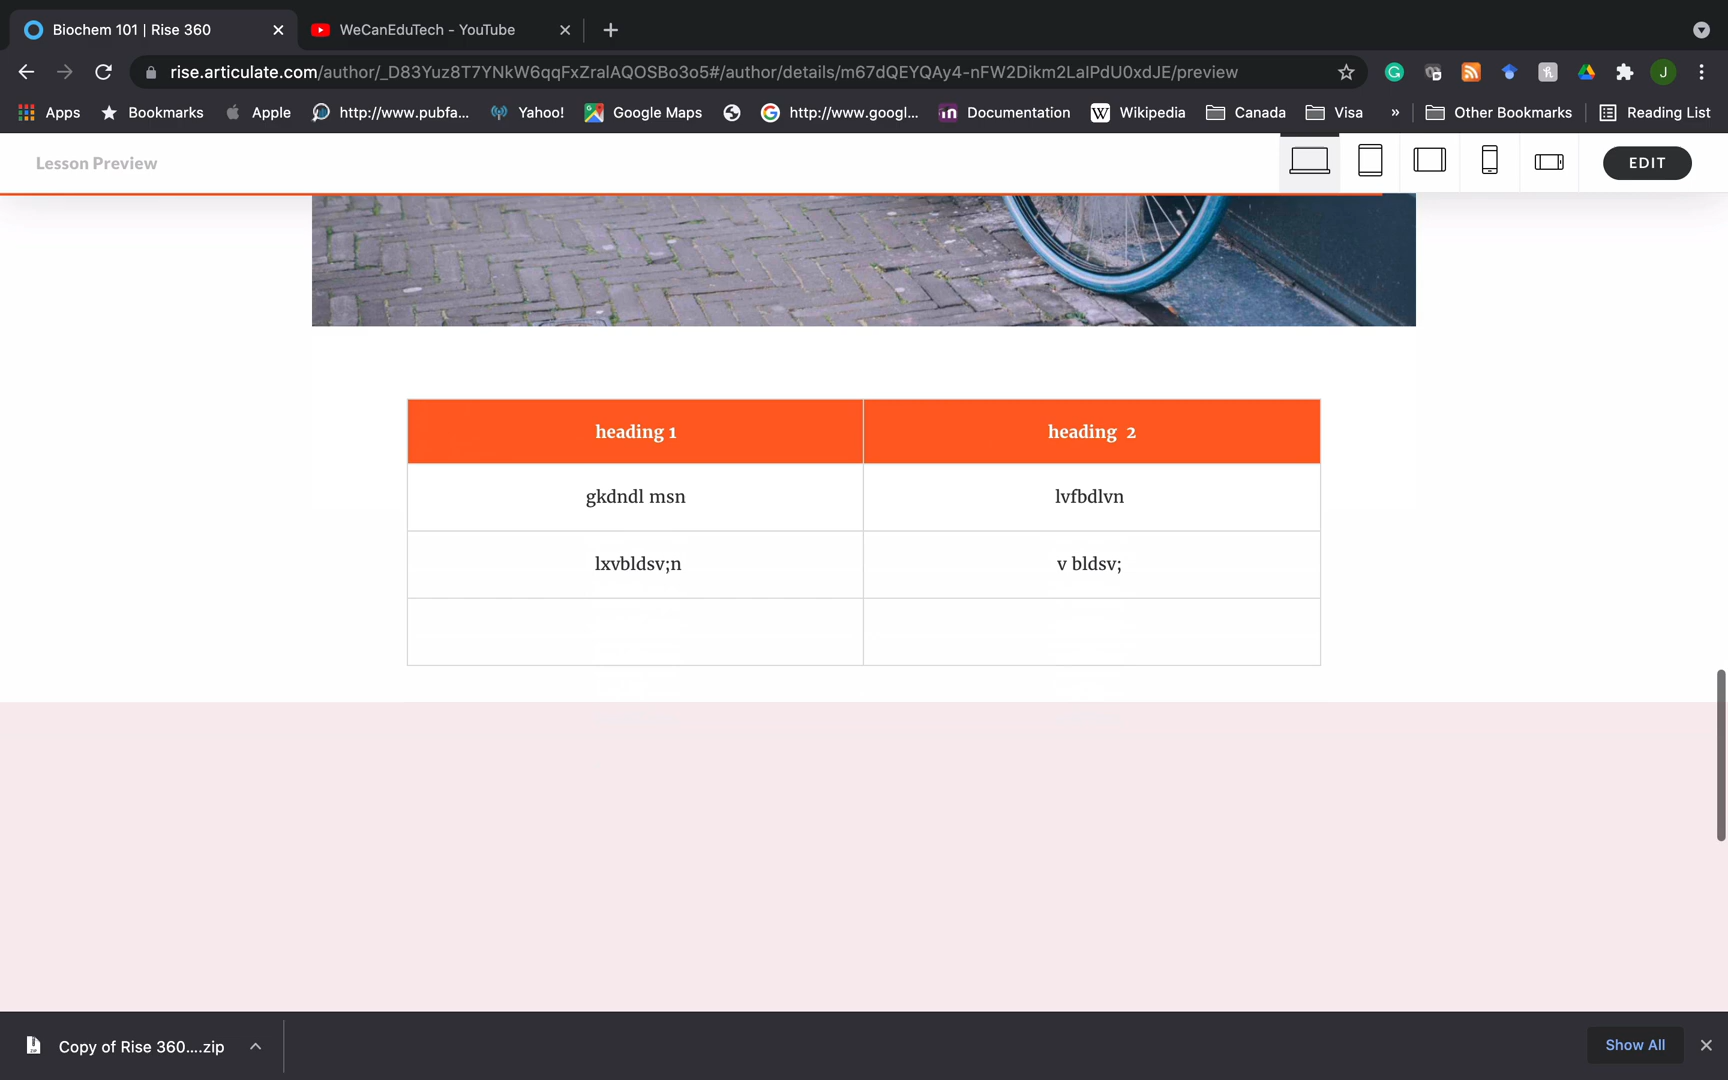 Biochem 101 | Rise 360
WeCanEduTech - YouTube
rise.articulate.com/author/_D83Yuz8T7YNkW6qqFxZralAQOSBo3o5#/author/details/m67dQEYQAy4-nFW2Dikm2LalPdU0xdJE/preview
J
Apps
Bookmarks
Apple
http://www.pubfa...
Yahoo!
Google Maps
http://www.googl...
Documentation
Wikipedia
Canada
Visa
»
Other Bookmarks
Reading List
Lesson Preview
EDIT
heading 1
heading 2
gkdndl msn
lvfbdlvn
lxvbldsv;n
v bldsv;
Copy of Rise 360....zip
Show All